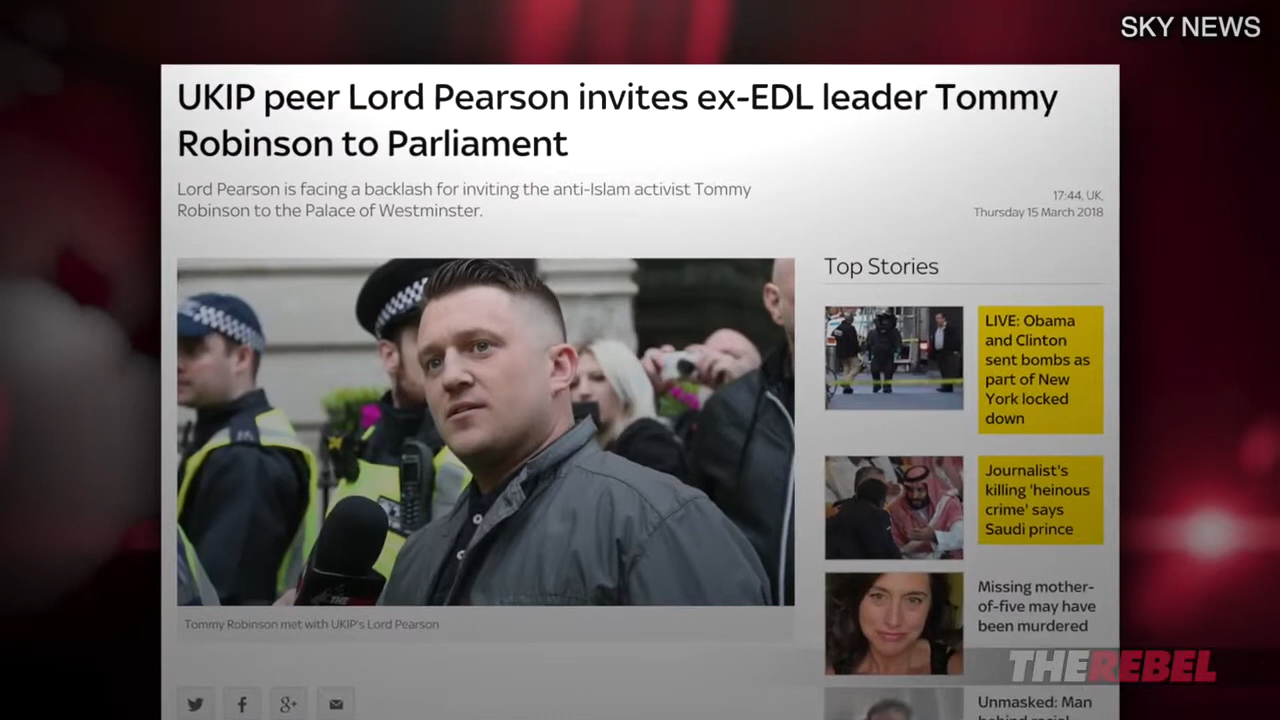 SKY NEWS
UKIP peer Lord Pearson invites ex-EDL leader Tommy
Robinson to Parliament
Lord Pearson is facing a backlash for inviting the anti-Islam activist Tommy
Robinson to the Palace of Westminster.
17:44, UK,
Thursday 15 March 2018
Top Stories
LIVE: Obama
and Clinton
sent bombs as
part of New
York locked
down
Journalist's
killing 'heinous
crime' says
Saudi prince
Missing mother-
of-five may have
been murdered
Unmasked: Man
behind racial
THE
Tommy Robinson met with UKIP's Lord Pearson
THEREBEL